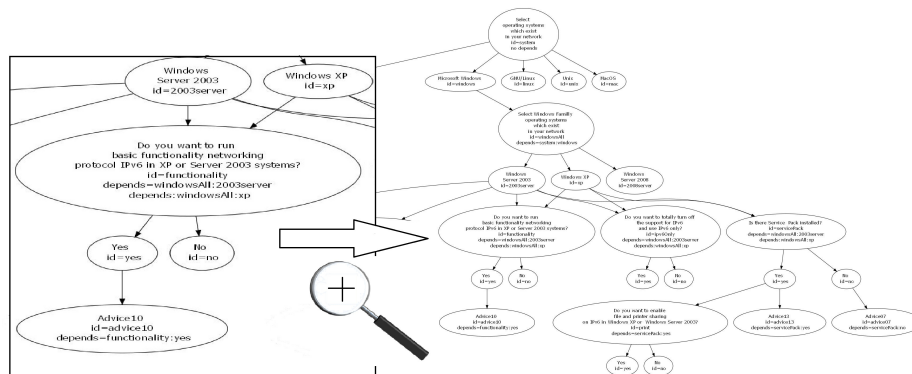 Windows
Server 2003
id=2003server
Windows XP
id=xp
Do you want to run
basic functionality networking
protocol IPv6 in XP or Server 2003 systems?
id=functionality
depends=windowsAll:2003server
depends:windowsAll:xp
Yes
id=yes
No
id=no
Advice10
id=advice10
depends=functionality:yes
Select
operating systems
which exist
in your network
id=system
no depends
Microsoft Windows
id=windows
GNU/Linux
id=linux
Unix
id=unix
MacOS
id=mac
Select Windows Familly
operating systems
which exist
in your network
id=windowsAll
depends=system:windows
Windows
Server 2003
id=2003server
Windows XP
id=xp
Windows
Server 2008
id=2008server
Do you want to run
basic functionality networking
protocol IPv6 in XP or Server 2003 systems?
id=functionality
depends=windowsAll:2003server
depends:windowsAll:xp
Do you want to totally turn off
the support for IPv6
and use IPv6 only?
id=ipv6Only
depends=windowsAll:2003server
depends:windowsAll:xp
Is there Service Pack installed?
id=servicePack
depends=windowsAll:2003server
depends:windowsAll:xp
Yes
id=yes
No
id=no
Yes
id=yes
No
id=no
Yes
id=yes
No
id=no
Advice10
id=advice10
depends=functionality:yes
Do you want to enable
file and printer sharing
on IPv6 in Windows XP or Windows Server 2003?
id=print
depends=servicePack:yes
Advice13
id=advice13
depends=servicePack:yes
Advice07
id=advice07
depends=servicePack:no
Yes
id=yes
No
id=no